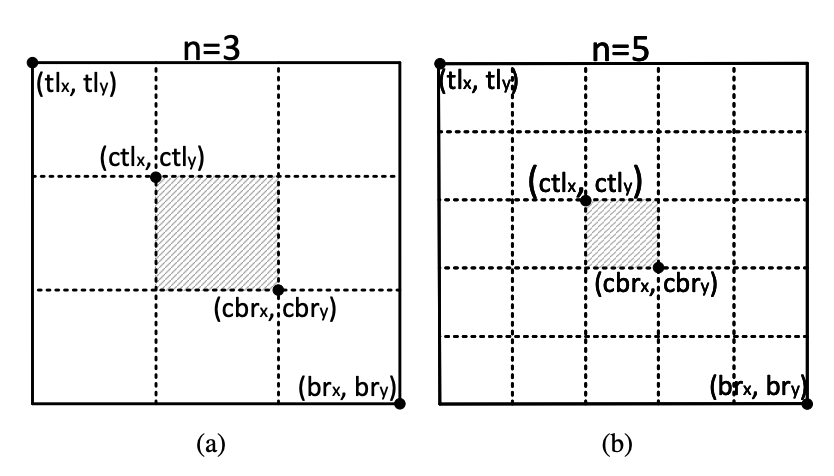 n=3
(tlx, tly)
(ctlx, ctly)
(cbrx, cbry)
(brx, bry)
(a)
n=5
(tlx, tly)
(ctlx, ctly)
(cbrx, cbry)
(brx, bry)
(b)